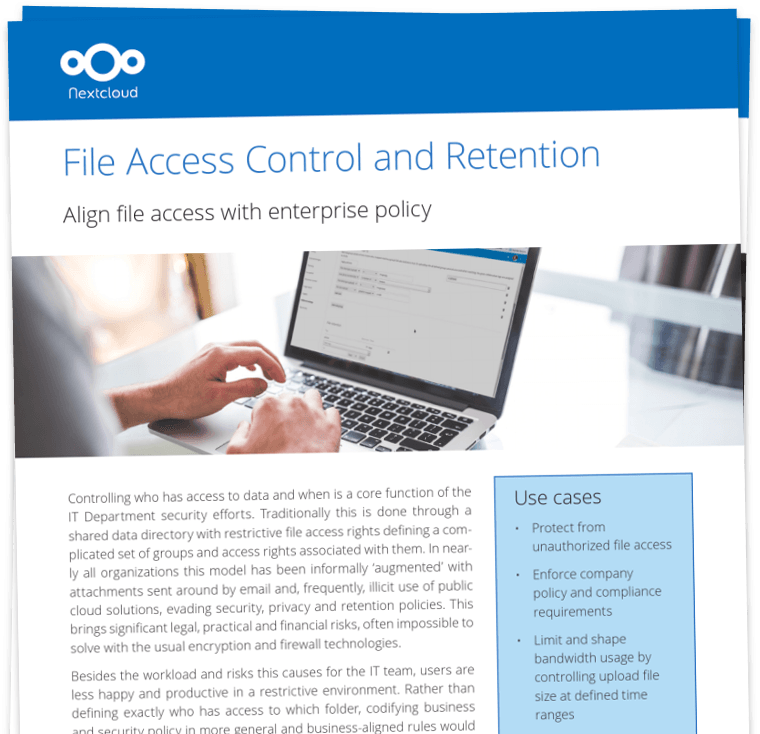 Nextcloud
File Access Control and Retention
Align file access with enterprise policy
Controlling who has access to data and when is a core function of the
IT Department security efforts. Traditionally this is done through a
shared data directory with restrictive file access rights defining a com-
plicated set of groups and access rights associated with them. In near-
ly all organizations this model has been informally ‘augmented’ with
attachments sent around by email and, frequently, illicit use of public
cloud solutions, evading security, privacy and retention policies. This
brings significant legal, practical and financial risks, often impossible to
solve with the usual encryption and firewall technologies.
Besides the workload and risks this causes for the IT team, users are
less happy and productive in a restrictive environment. Rather than
defining exactly who has access to which folder, codifying business
and security policy in more general and business-aligned rules would
Use cases
• Protect from
unauthorized file access
• Enforce company
policy and compliance
requirements
• Limit and shape
bandwidth usage by
controlling upload file
size at defined time
ranges